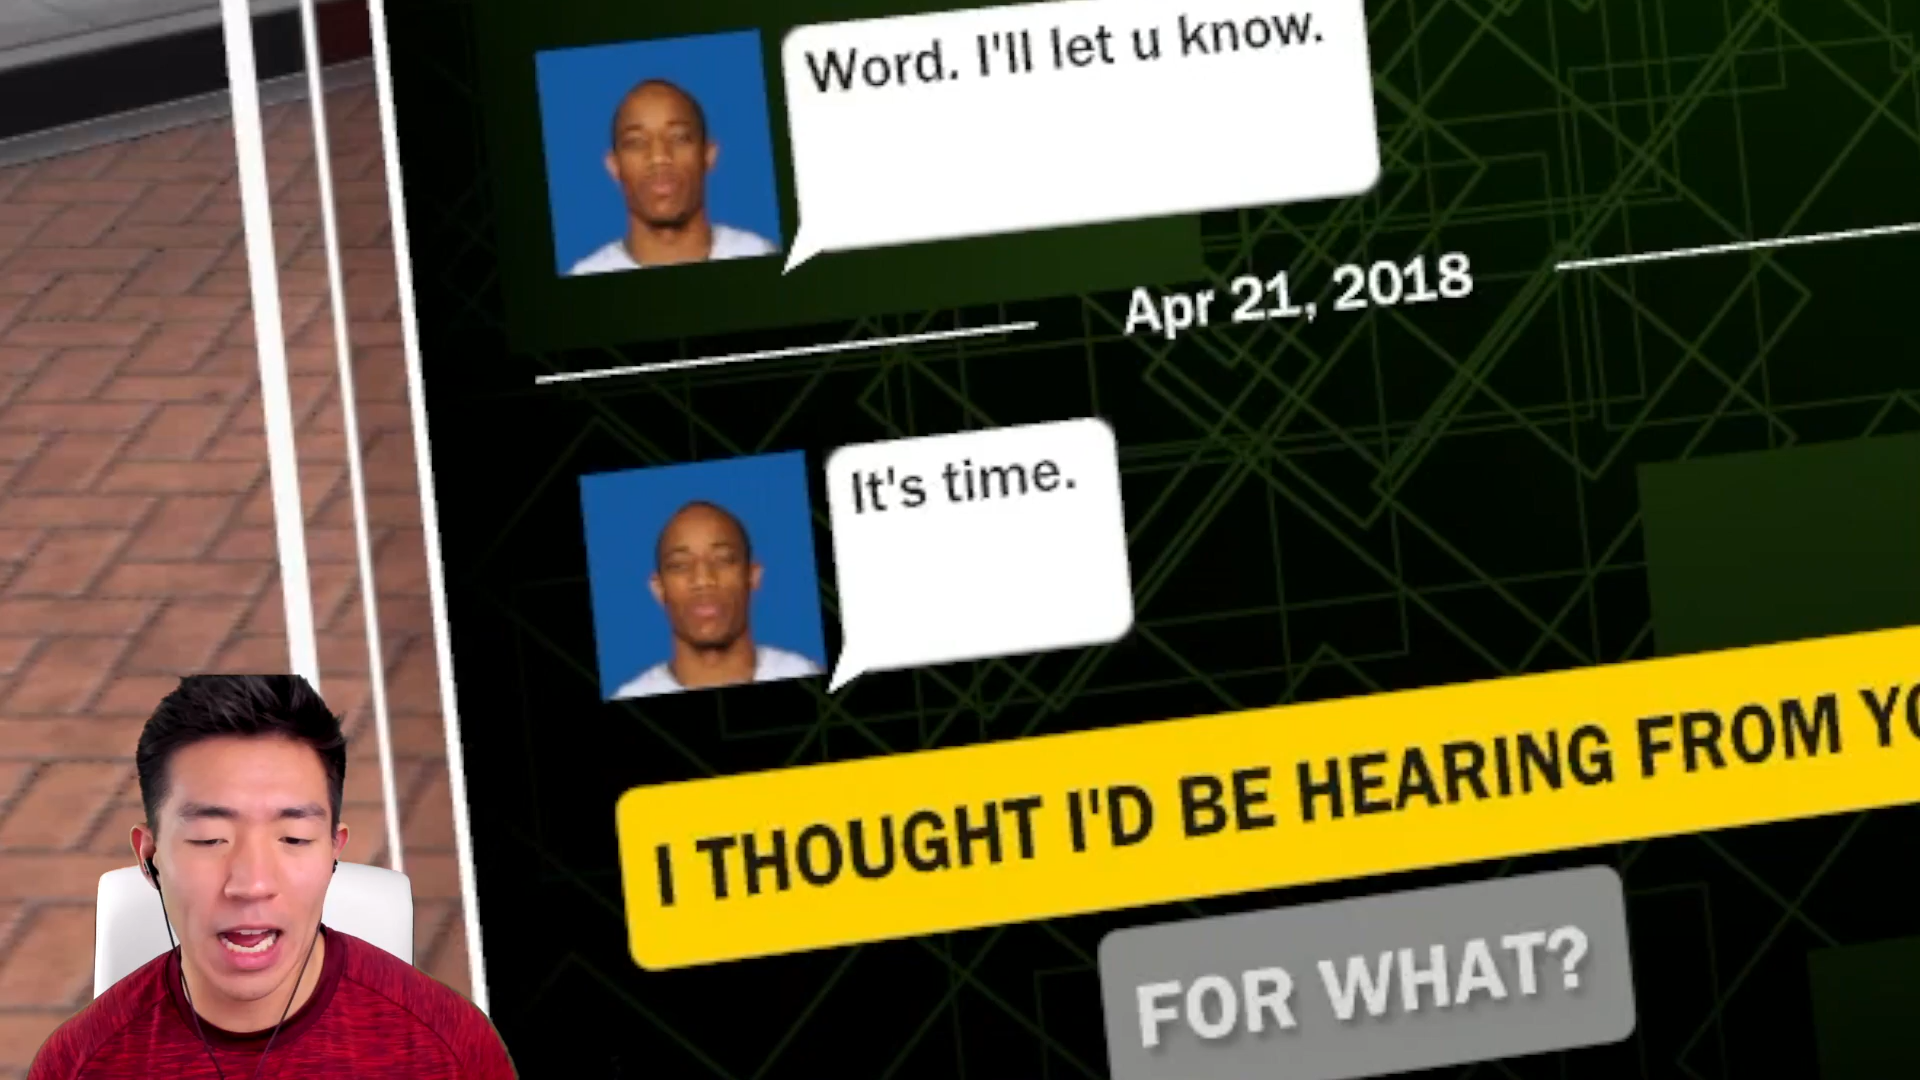 Word. I'll let u know.
Apr 21, 2018
It's time.
I THOUGHT I'D BE HEARING FROM
FOR WHAT?